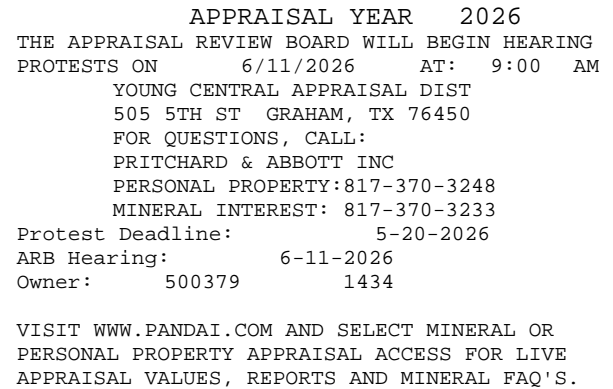 APPRAISAL YEAR 2026
THE APPRAISAL REVIEW BOARD WILL BEGIN HEARING
PROTESTS ON 6/11/2026 AT: 9:00 AM
YOUNG CENTRAL APPRAISAL DIST
505 5TH ST GRAHAM, TX 76450
FOR QUESTIONS, CALL:
PRITCHARD & ABBOTT INC
PERSONAL PROPERTY:817-370-3248
MINERAL INTEREST: 817-370-3233
Protest Deadline: 5-20-2026
ARB Hearing: 6-11-2026
Owner: 500379 1434
VISIT WWW.PANDAI.COM AND SELECT MINERAL OR
PERSONAL PROPERTY APPRAISAL ACCESS FOR LIVE
APPRAISAL VALUES, REPORTS AND MINERAL FAQ'S.